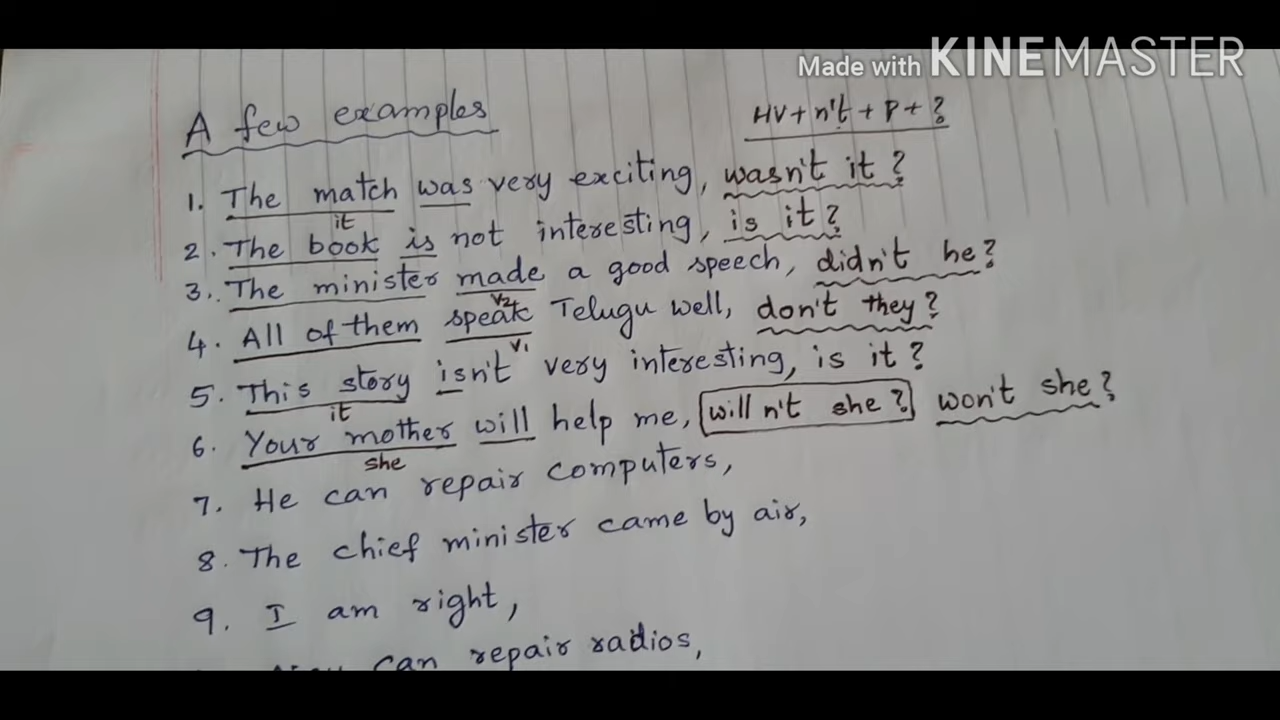 Made with KINEMASTER
A few examples
HV + n't + P + ?
1. The match was very exciting, wasn't it?
it
2. The book is not interesting, is it?
3. The minister made a good speech, didn't he?
V2
4. All of them speak Telugu well, don't they?
V1
5. This story isn't very interesting, is it?
it
6. Your mother will help me, will n't she? won't she?
she
7. He can repair computers,
8. The chief minister came by air,
9. I am right,
can repair radios,